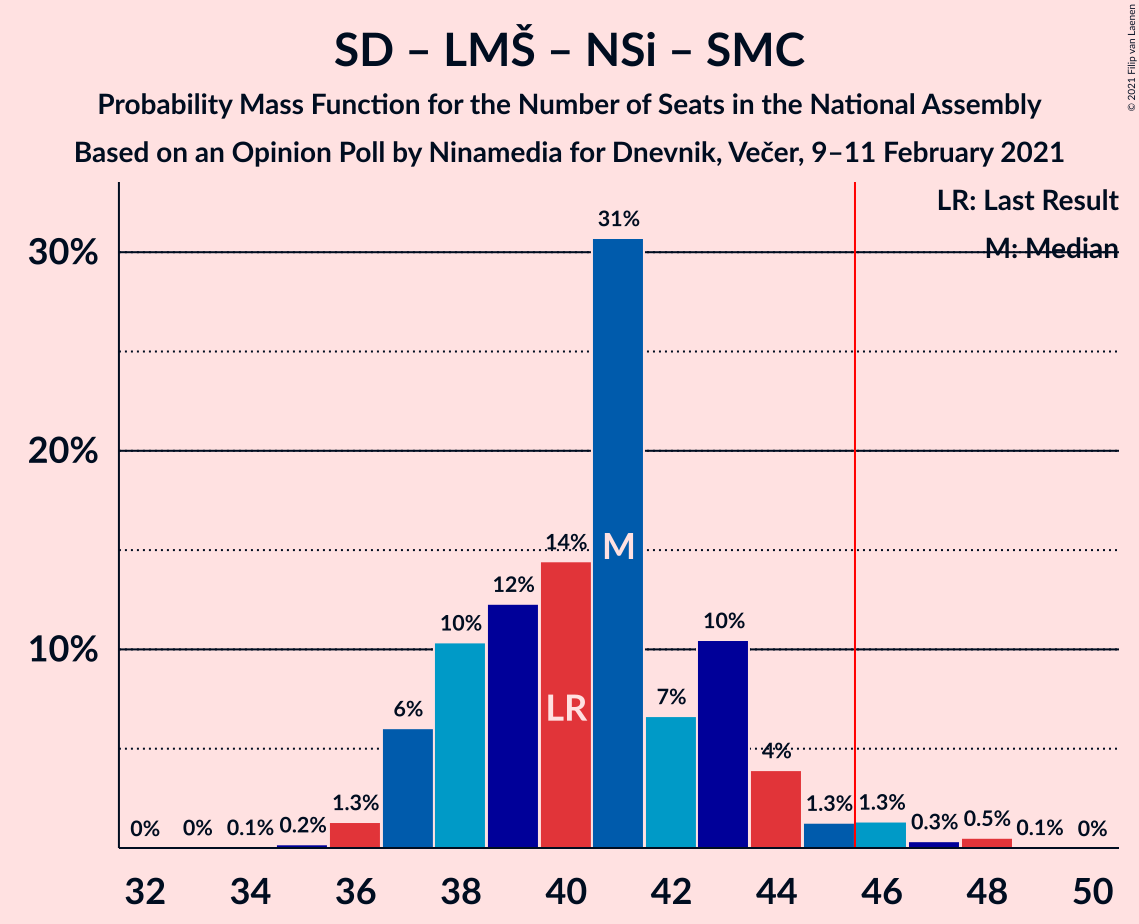 SD – LMŠ – NSi – SMC
Probability Mass Function for the Number of Seats in the National Assembly
Based on an Opinion Poll by Ninamedia for Dnevnik, Večer, 9–11 February 2021
© 2021 Filip van Laenen
LR: Last Result
M: Median
30%
20%
10%
0% 0% 0.1% 0.2% 1.3% 6% 10% 12% 14% 31% 7% 10% 4% 1.3% 1.3% 0.3% 0.5% 0.1% 0%
M
LR
32 34 36 38 40 42 44 46 48 50